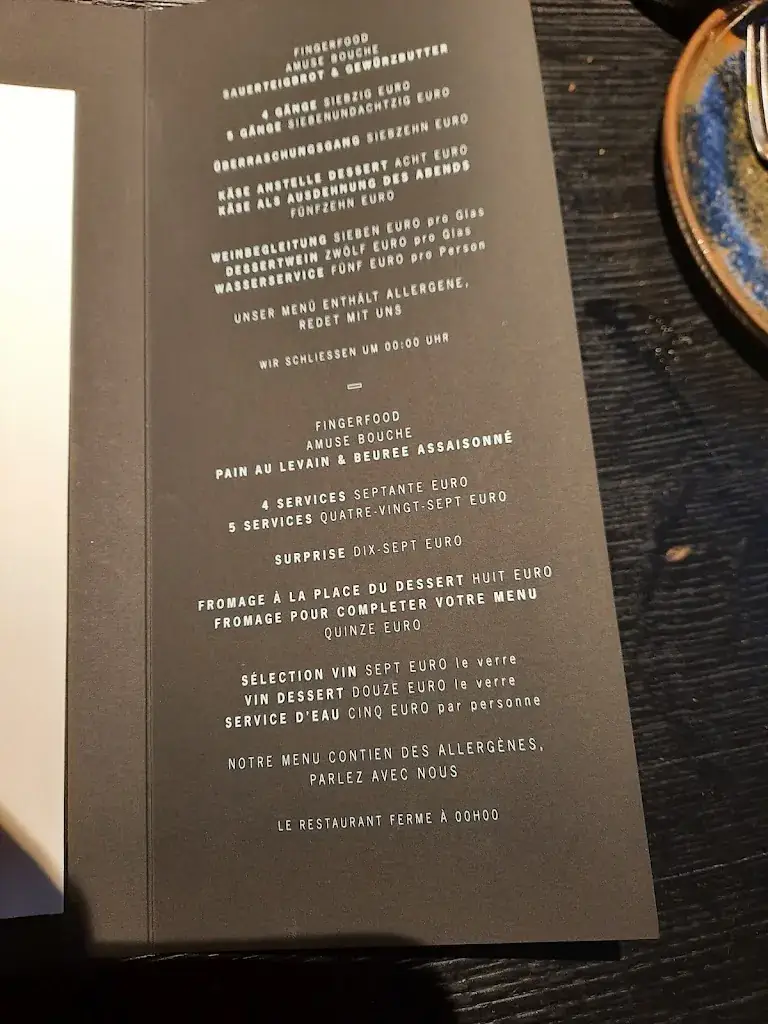 FINGERFOOD
AMUSE BOUCHE
SAUERTEIGBROT & GEWÜRZBUTTER
4 GÄNGE SIEBZIG EURO
5 GÄNGE SIEBENUNDACHTZIG EURO
ÜBERRASCHUNGSGANG SIEBZEHN EURO
KÄSE ANSTELLE DESSERT ACHT EURO
KÄSE ALS AUSDEHNUNG DES ABENDS
FÜNFZEHN EURO
WEINBEGLEITUNG SIEBEN EURO pro Glas
DESSERTWEIN ZWÖLF EURO pro Glas
WASSERSERVICE FÜNF EURO pro Person
UNSER MENÜ ENTHÄLT ALLERGENE,
REDET MIT UNS
WIR SCHLIESSEN UM 00:00 UHR
FINGERFOOD
AMUSE BOUCHE
PAIN AU LEVAIN & BEUREE ASSAISONNÉ
4 SERVICES SEPTANTE EURO
5 SERVICES QUATRE-VINGT-SEPT EURO
SURPRISE DIX-SEPT EURO
FROMAGE À LA PLACE DU DESSERT HUIT EURO
FROMAGE POUR COMPLETER VOTRE MENU
QUINZE EURO
SÉLECTION VIN SEPT EURO le verre
VIN DESSERT DOUZE EURO le verre
SERVICE D'EAU CINQ EURO par personne
NOTRE MENU CONTIEN DES ALLERGÈNES,
PARLEZ AVEC NOUS
LE RESTAURANT FERME À 00H00